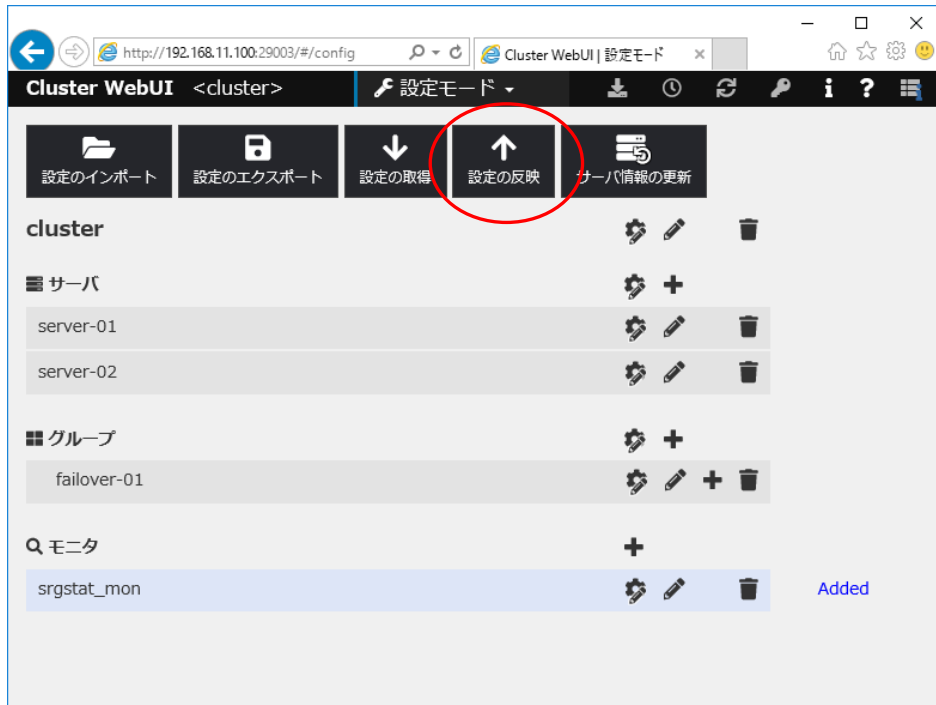 http://192.168.11.100:29003/#/config
Cluster WebUI | 設定モード
Cluster WebUI <cluster> 設定モード
設定のインポート 設定のエクスポート 設定の取得 設定の反映 サーバ情報の更新
cluster
サーバ
server-01
server-02
グループ
failover-01
モニタ
srgstat_mon Added